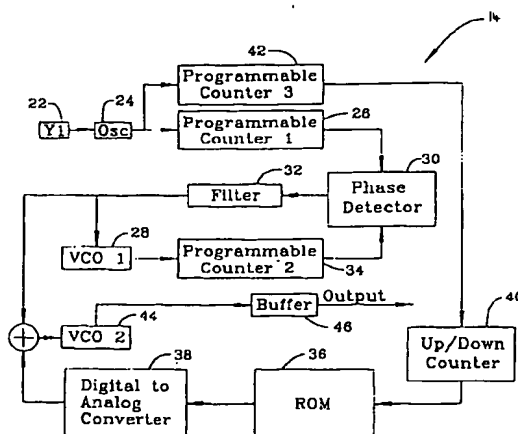 14
42
Programmable
Counter 3
22
24
26
Y1
Osc
Programmable
Counter 1
30
32
Filter
Phase
Detector
28
VCO 1
Programmable
Counter 2
34
Output
44
Buffer
40
VCO 2
46
Up/Down
Counter
38
36
Digital to
Analog
Converter
ROM